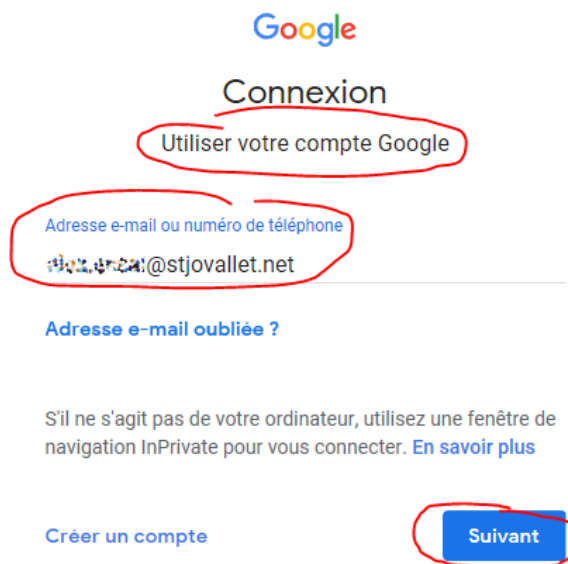 Google
Connexion
Utiliser votre compte Google
Adresse e-mail ou numéro de téléphone
@stjovallet.net
Adresse e-mail oubliée ?
S'il ne s'agit pas de votre ordinateur, utilisez une fenêtre de
navigation InPrivate pour vous connecter. En savoir plus
Créer un compte
Suivant